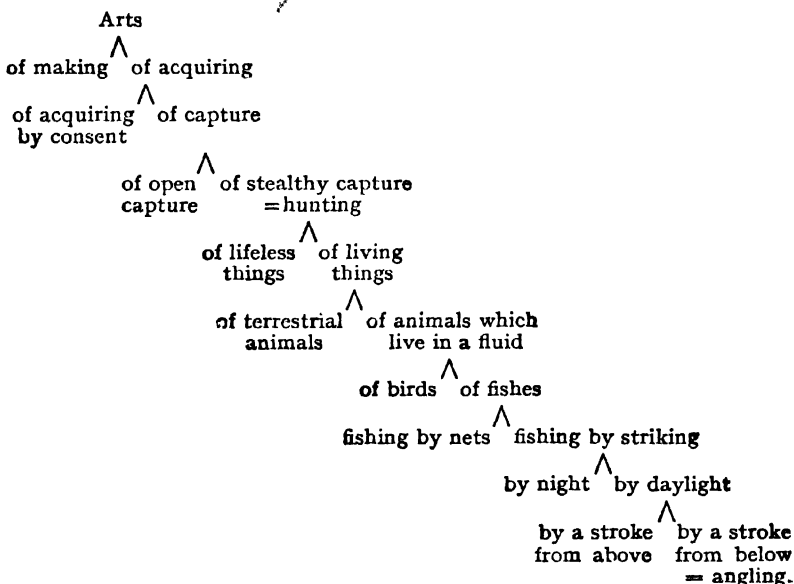 Arts
of making of acquiring
of acquiring of capture
by consent
of open of stealthy capture
capture =hunting
of lifeless of living
things things
of terrestrial of animals which
animals live in a fluid
of birds of fishes
fishing by nets fishing by striking
by night by daylight
by a stroke by a stroke
from above from below
= angling.